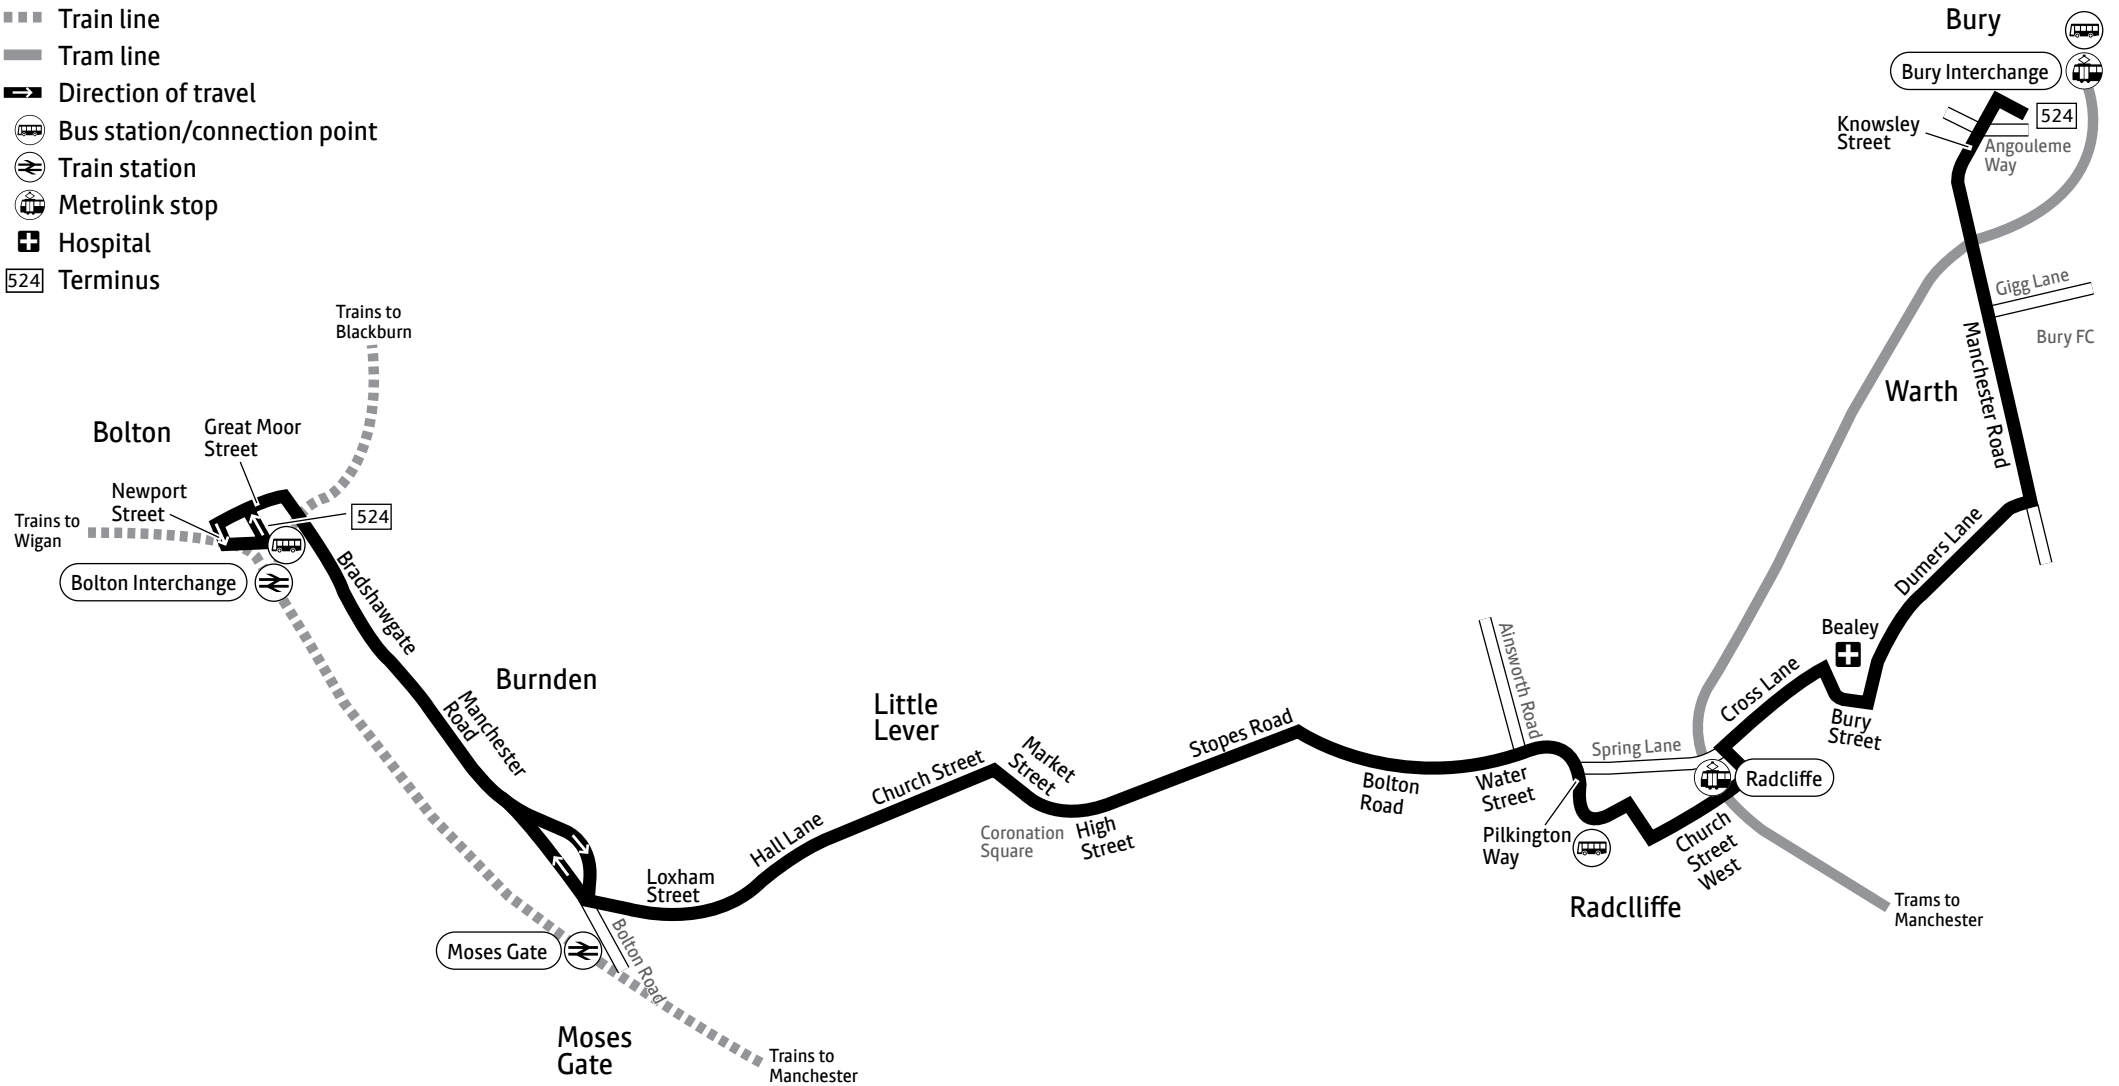 Train line
Tram line
Direction of travel
Bus station/connection point
Train station
Metrolink stop
Hospital
524 Terminus
Bury
Bury Interchange
524
Knowsley
Street
Angouleme
Way
Gigg Lane
Bury FC
Manchester Road
Warth
Dumers Lane
Trains to
Blackburn
Bolton
Great Moor
Street
Newport
Street
Trains to
Wigan
524
Bolton Interchange
Bradshawgate
Burnden
Manchester
Road
Little
Lever
Church Street
Market
Street
Stopes Road
Hall Lane
Coronation
Square
High
Street
Loxham
Street
Bolton Road
Moses Gate
Moses
Gate
Trains to
Manchester
Ainsworth Road
Bolton
Road
Water
Street
Spring Lane
Pilkington
Way
Radclliffe
Church
Street
West
Radcliffe
Cross Lane
Bealey
Bury
Street
Trams to
Manchester